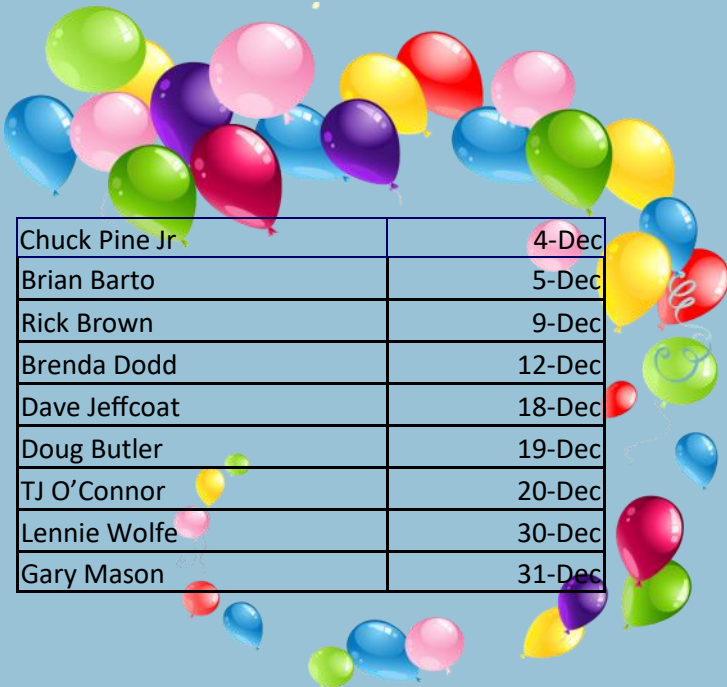 Chuck Pine Jr 4-Dec
Brian Barto 5-Dec
Rick Brown 9-Dec
Brenda Dodd 12-Dec
Dave Jeffcoat 18-Dec
Doug Butler 19-Dec
TJ O’Connor 20-Dec
Lennie Wolfe 30-Dec
Gary Mason 31-Dec